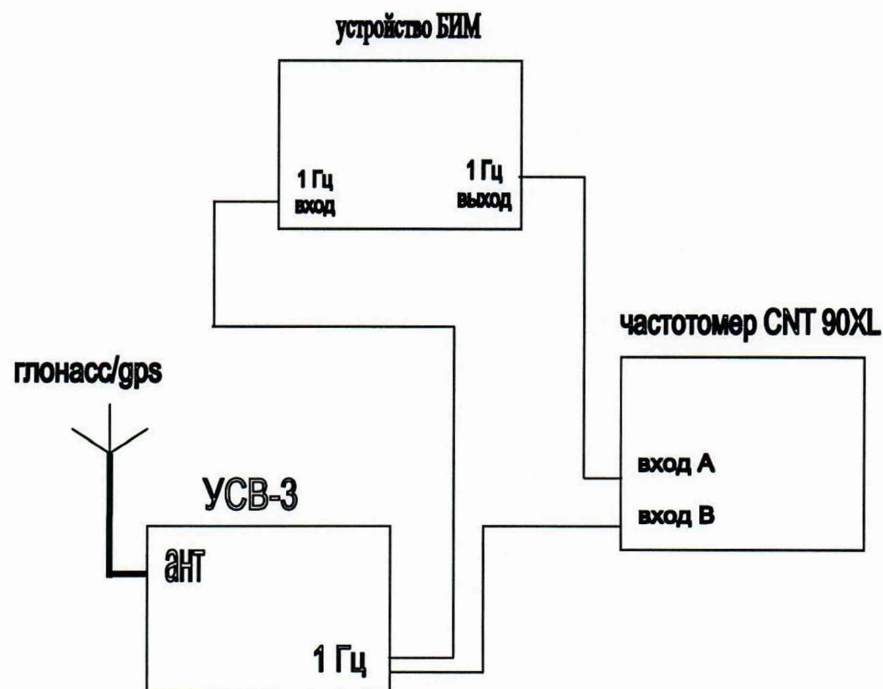 устройство БИМ
1 Гц
вход
1 Гц
выход
частотомер CNT 90XL
вход А
вход В
глонасс/gps
УСВ-3
ант
1 Гц